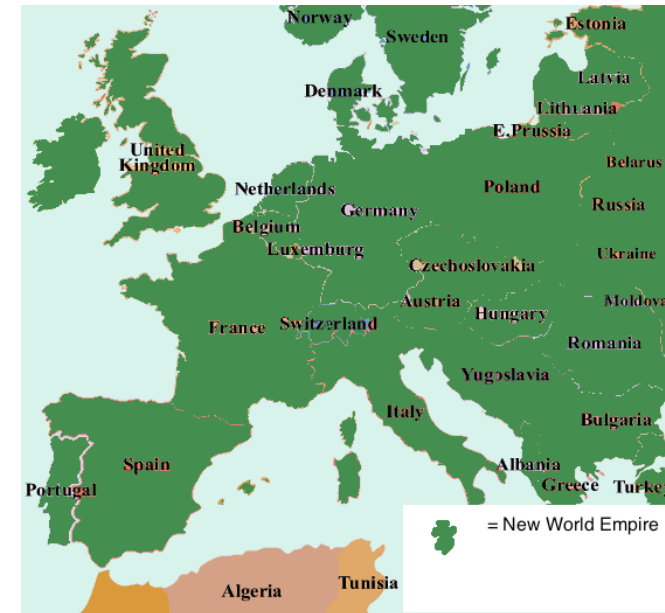 Norway
Sweden
Estonia
Latvia
Denmark
Lithuania
E.Prussia
United
Kingdom
Belarus
Netherlands
Poland
Germany
Russia
Belgium
Luxemburg
Ukraine
Czechoslovakia
Austria
Moldova
Hungary
France
Switzerland
Romania
Yugoslavia
Italy
Bulgaria
Spain
Albania
Portugal
Greece
Turke
= New World Empire
Algeria
Tunisia